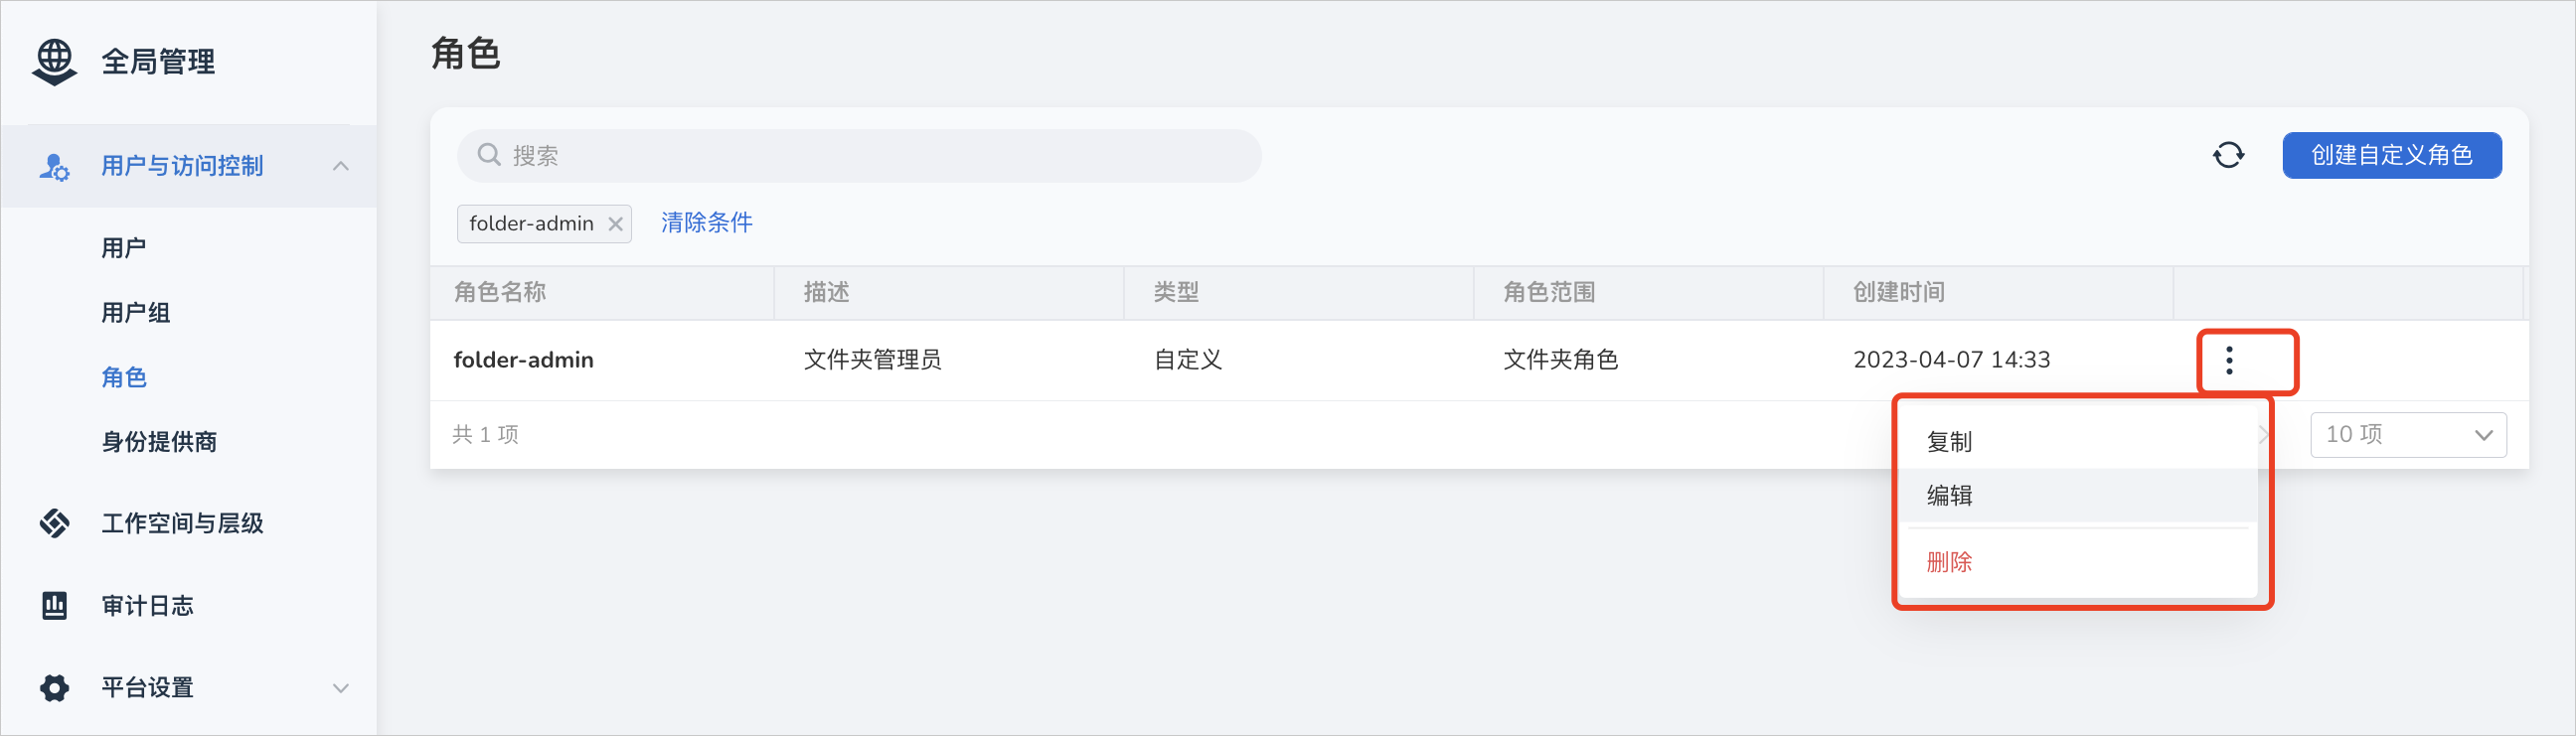 全局管理
用户与访问控制
用户
用户组
角色
身份提供商
工作空间与层级
审计日志
平台设置
角色
搜索
创建自定义角色
folder-admin
清除条件
角色名称 描述 类型 角色范围 创建时间
folder-admin 文件夹管理员 自定义 文件夹角色 2023-04-07 14:33
共 1 项
10 项
复制
编辑
删除